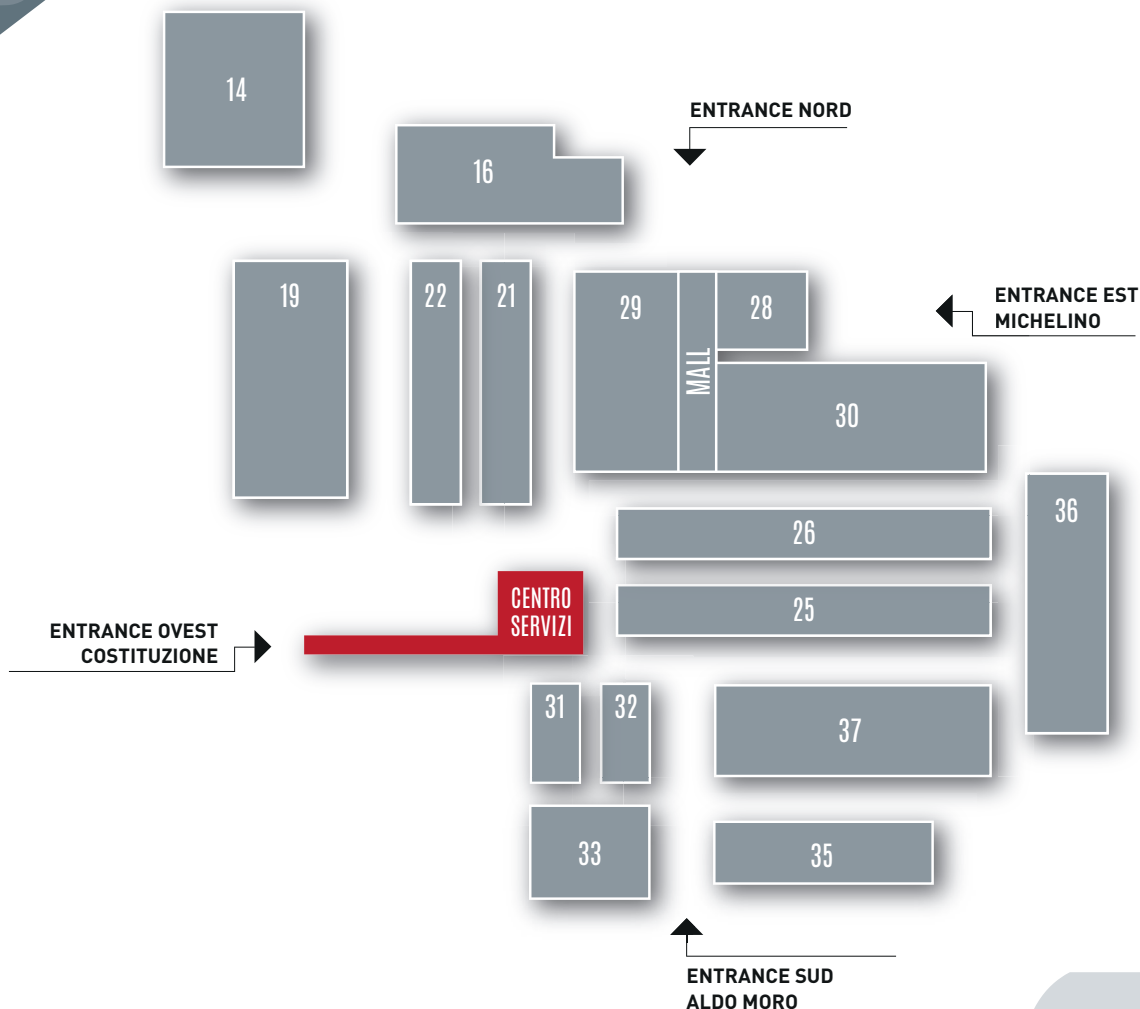 14
ENTRANCE NORD
16
19
22
21
29
28
ENTRANCE EST
MICHELINO
MALL
30
36
26
CENTRO
SERVIZI
25
ENTRANCE OVEST
COSTITUZIONE
31
32
37
33
35
ENTRANCE SUD
ALDO MORO